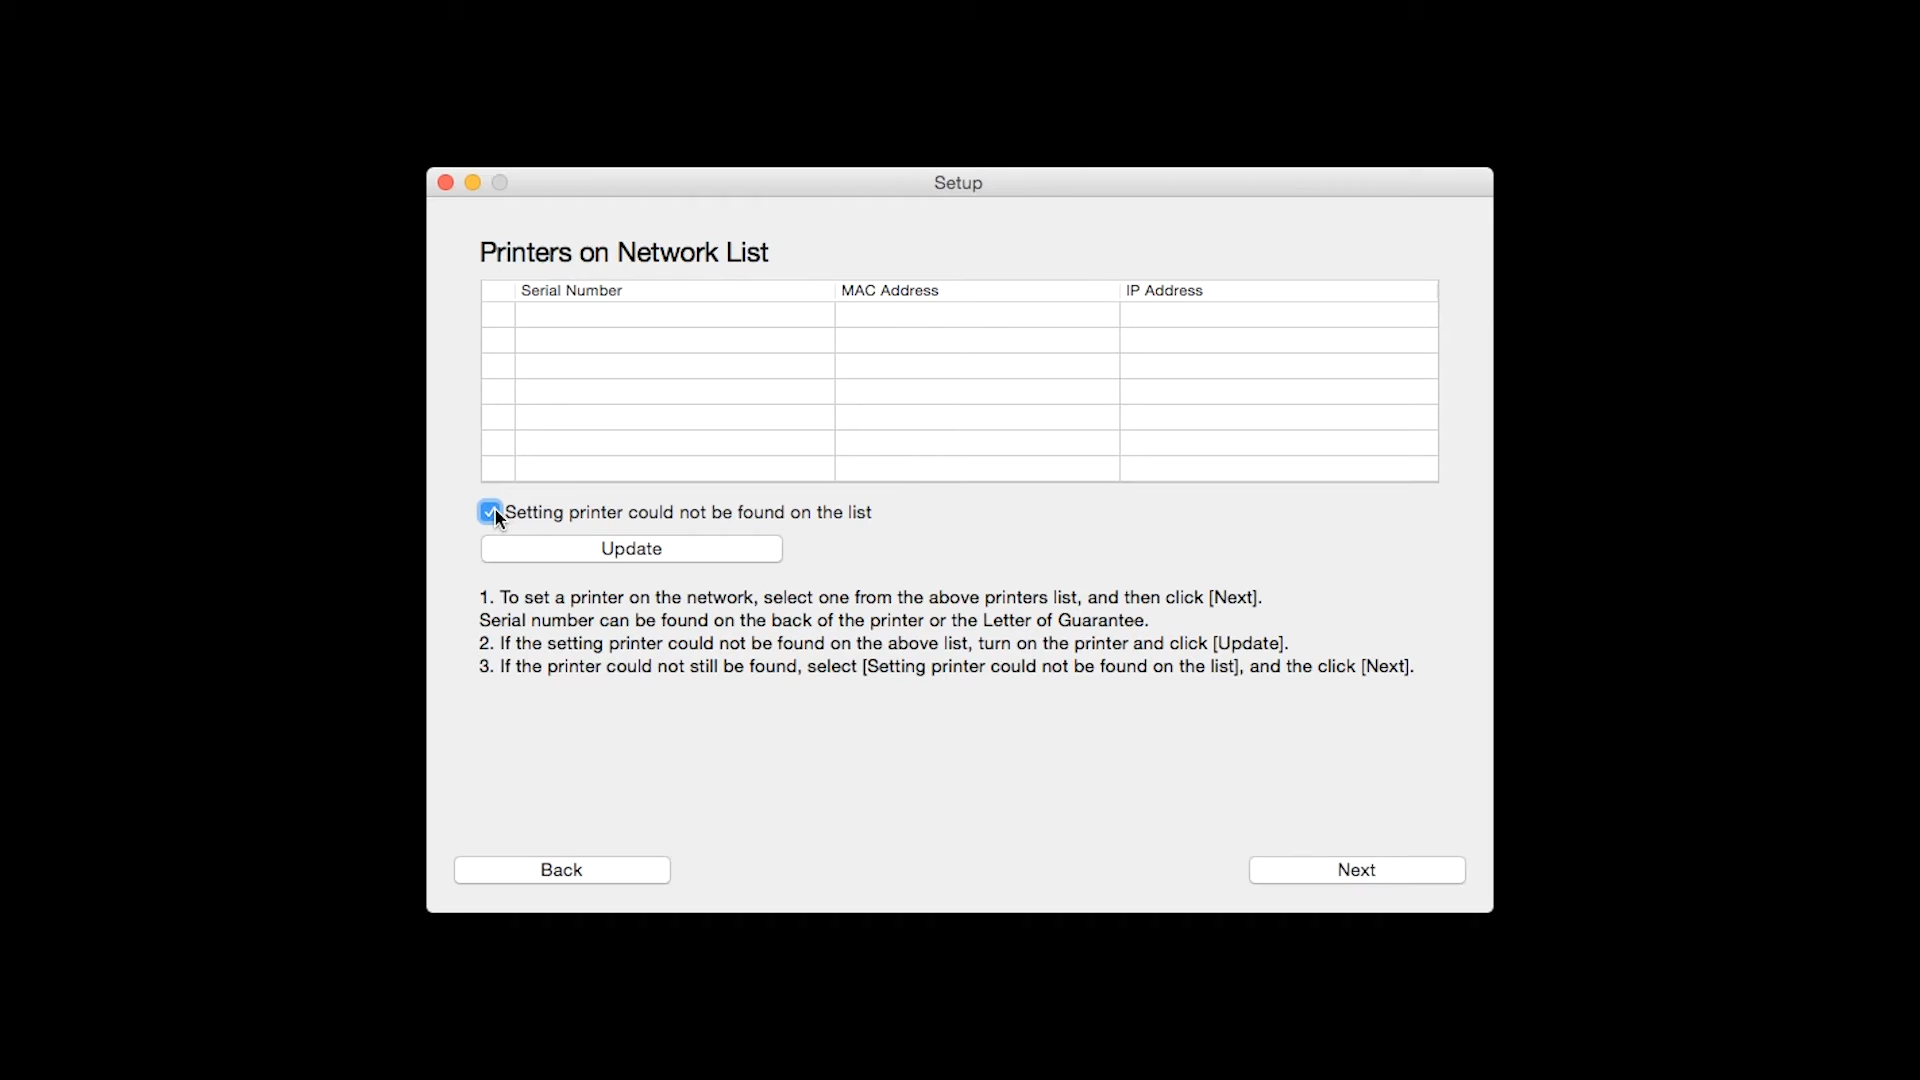 Setup
Printers on Network List
Serial Number MAC Address IP Address
Setting printer could not be found on the list
Update
1. To set a printer on the network, select one from the above printers list, and then click [Next].
Serial number can be found on the back of the printer or the Letter of Guarantee.
2. If the setting printer could not be found on the above list, turn on the printer and click [Update].
3. If the printer could not still be found, select [Setting printer could not be found on the list], and the click [Next].
Back Next